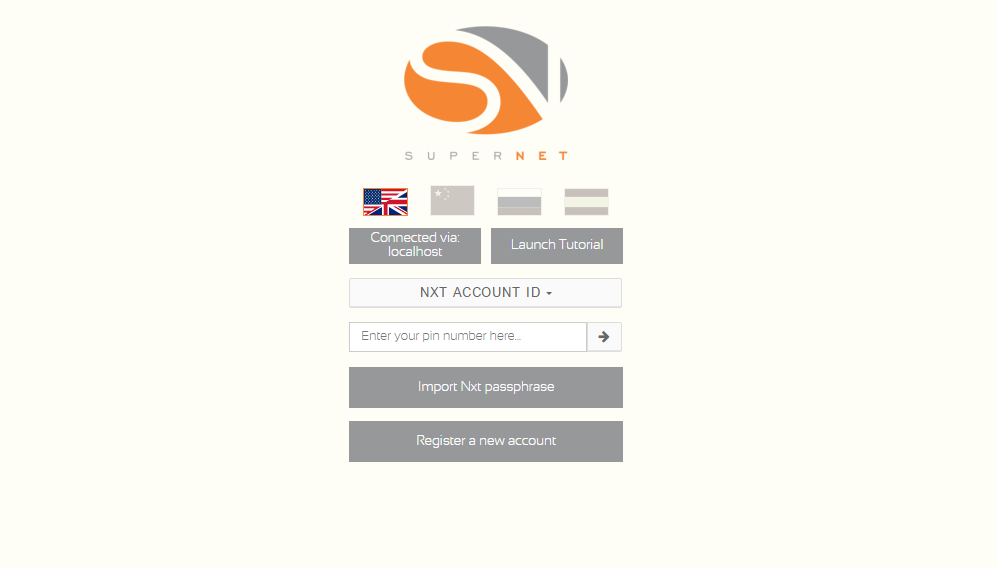 SUPERNET
Connected via:
localhost
Launch Tutorial
NXT ACCOUNT ID
Enter your pin number here...
Import Nxt passphrase
Register a new account